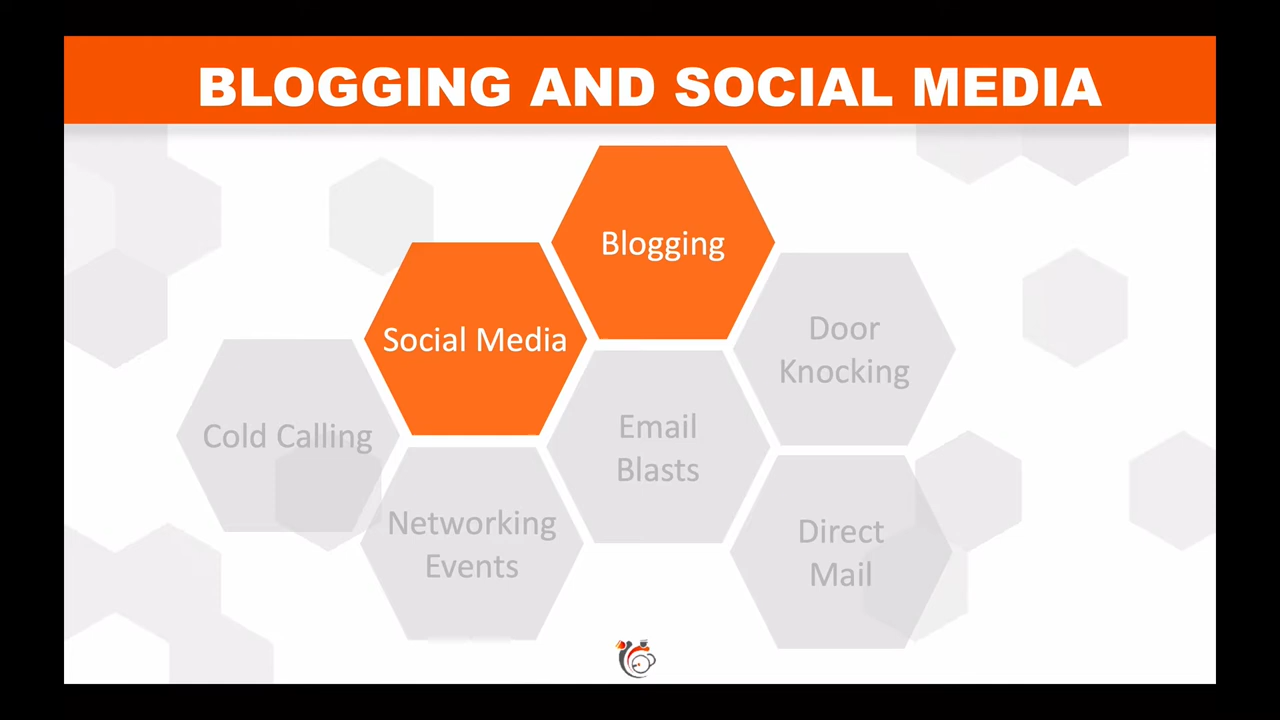 BLOGGING AND SOCIAL MEDIA
Blogging
Social Media
Door
Knocking
Cold Calling
Email
Blasts
Networking
Events
Direct
Mail